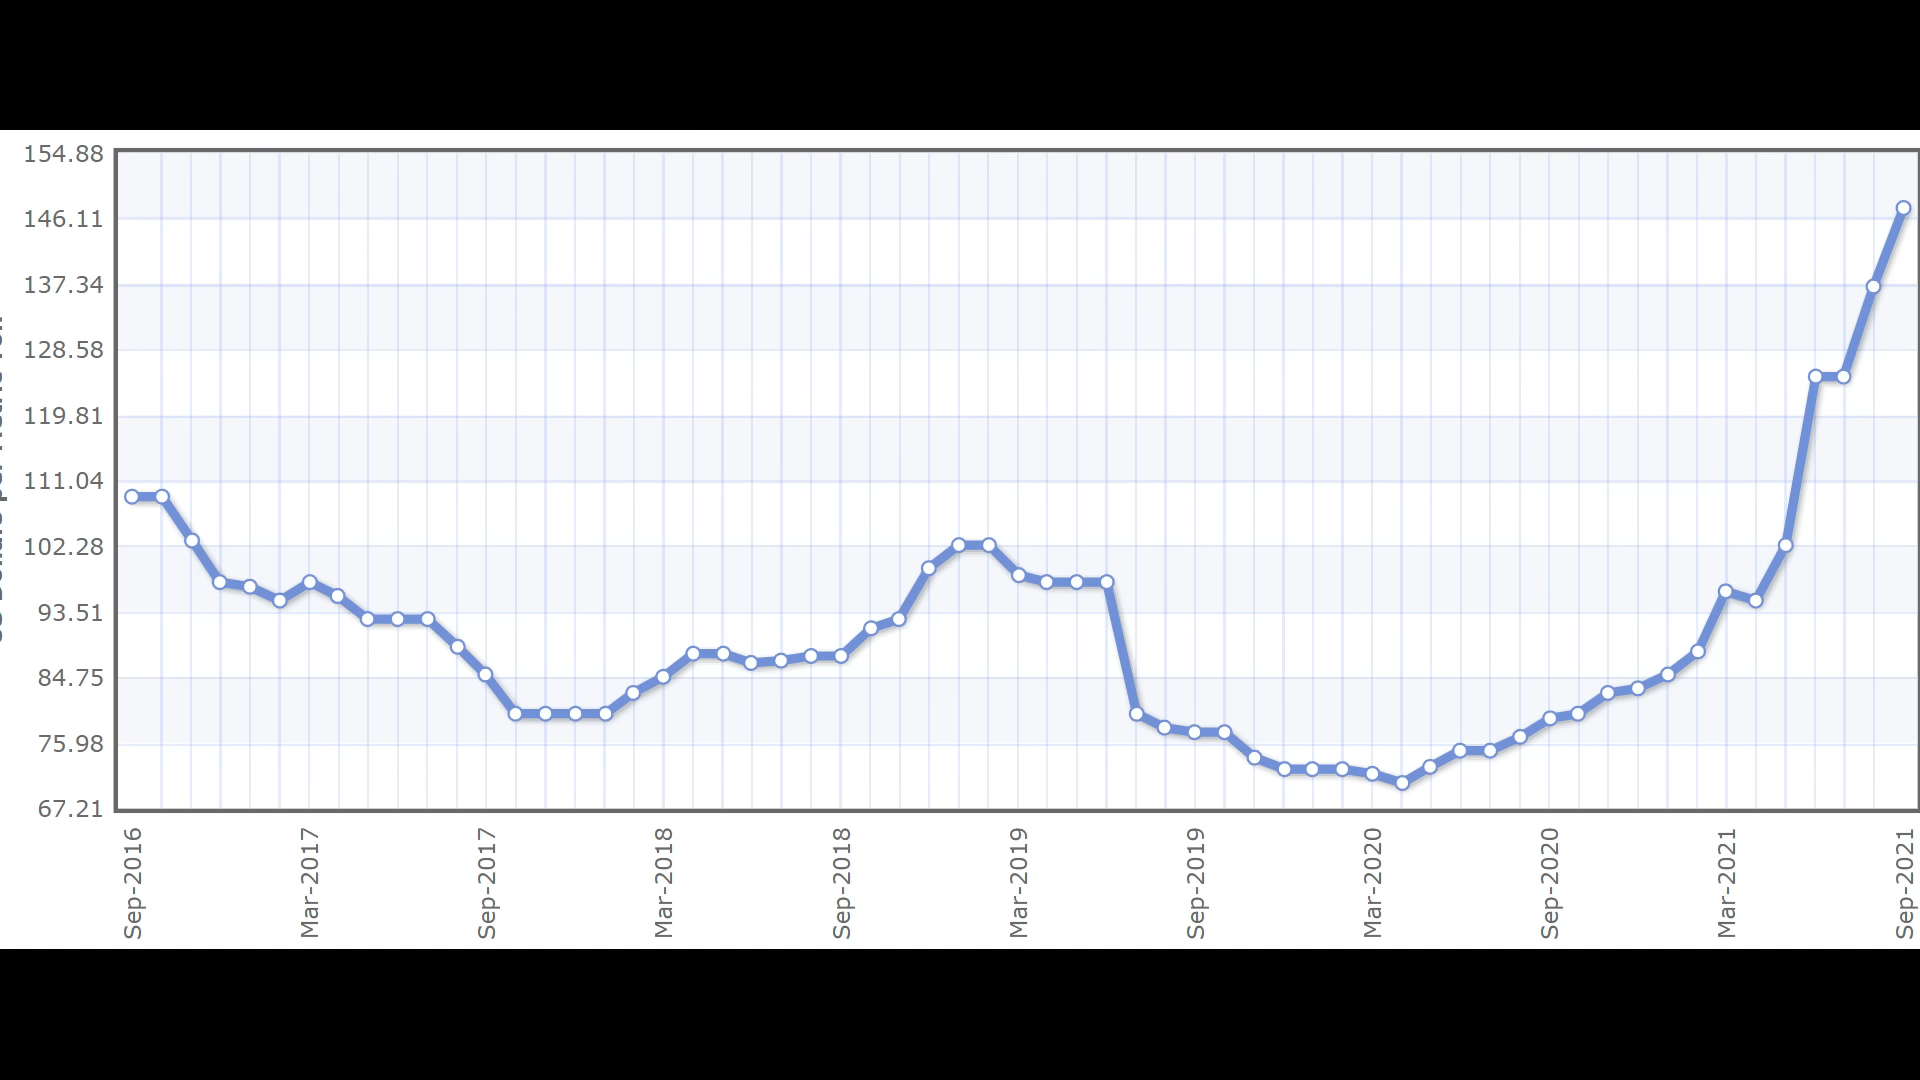 154.88
146.11
137.34
128.58
119.81
111.04
102.28
93.51
84.75
75.98
67.21
Sep-2016
Mar-2017
Sep-2017
Mar-2018
Sep-2018
Mar-2019
Sep-2019
Mar-2020
Sep-2020
Mar-2021
Sep-2021